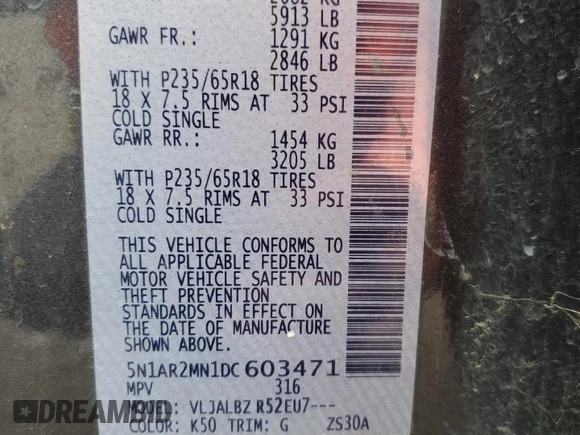 5913 LB
GAWR FR.: 1291 KG
2846 LB
WITH P235/65R18 TIRES
18 X 7.5 RIMS AT 33 PSI
COLD SINGLE
GAWR RR.: 1454 KG
3205 LB
WITH P235/65R18 TIRES
18 X 7.5 RIMS AT 33 PSI
COLD SINGLE
THIS VEHICLE CONFORMS TO
ALL APPLICABLE FEDERAL
MOTOR VEHICLE SAFETY AND
THEFT PREVENTION
STANDARDS IN EFFECT ON
THE DATE OF MANUFACTURE
SHOWN ABOVE.
5N1AR2MN1DC603471
MPV 316
MODEL: VLJALBZ R52EU7---
COLOR: K50 TRIM: G ZS30A
AUTOBIDMASTER
CERTIFIED